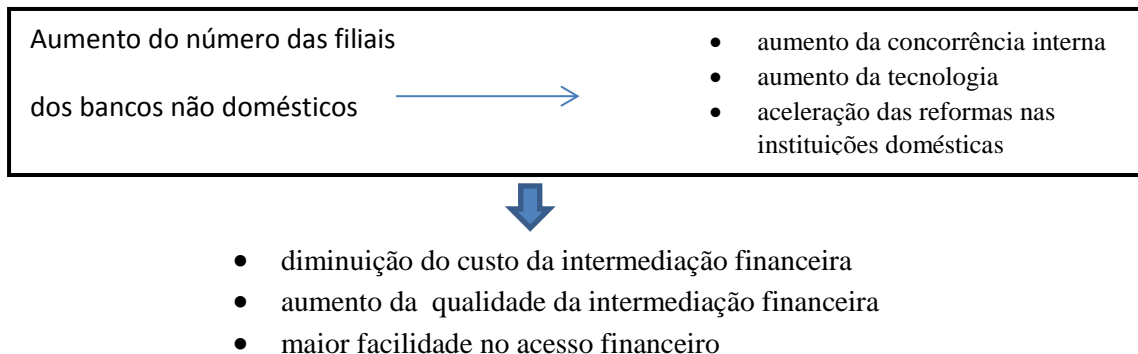 Aumento do número das filiais
dos bancos não domésticos
• aumento da concorrência interna
• aumento da tecnologia
• aceleração das reformas nas
instituições domésticas
• diminuição do custo da intermediação financeira
• aumento da qualidade da intermediação financeira
• maior facilidade no acesso financeiro